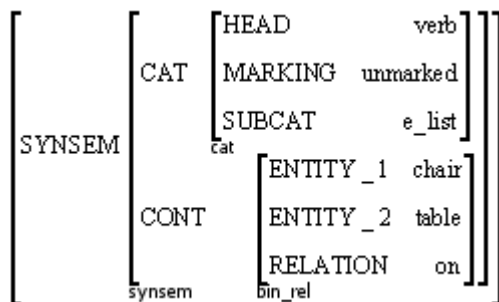 HEAD verb
CAT MARKING unmarked
SUBCAT e_list
cat
SYNSEM
ENTITY_1 chair
CONT ENTITY_2 table
RELATION on
synsem bin_rel